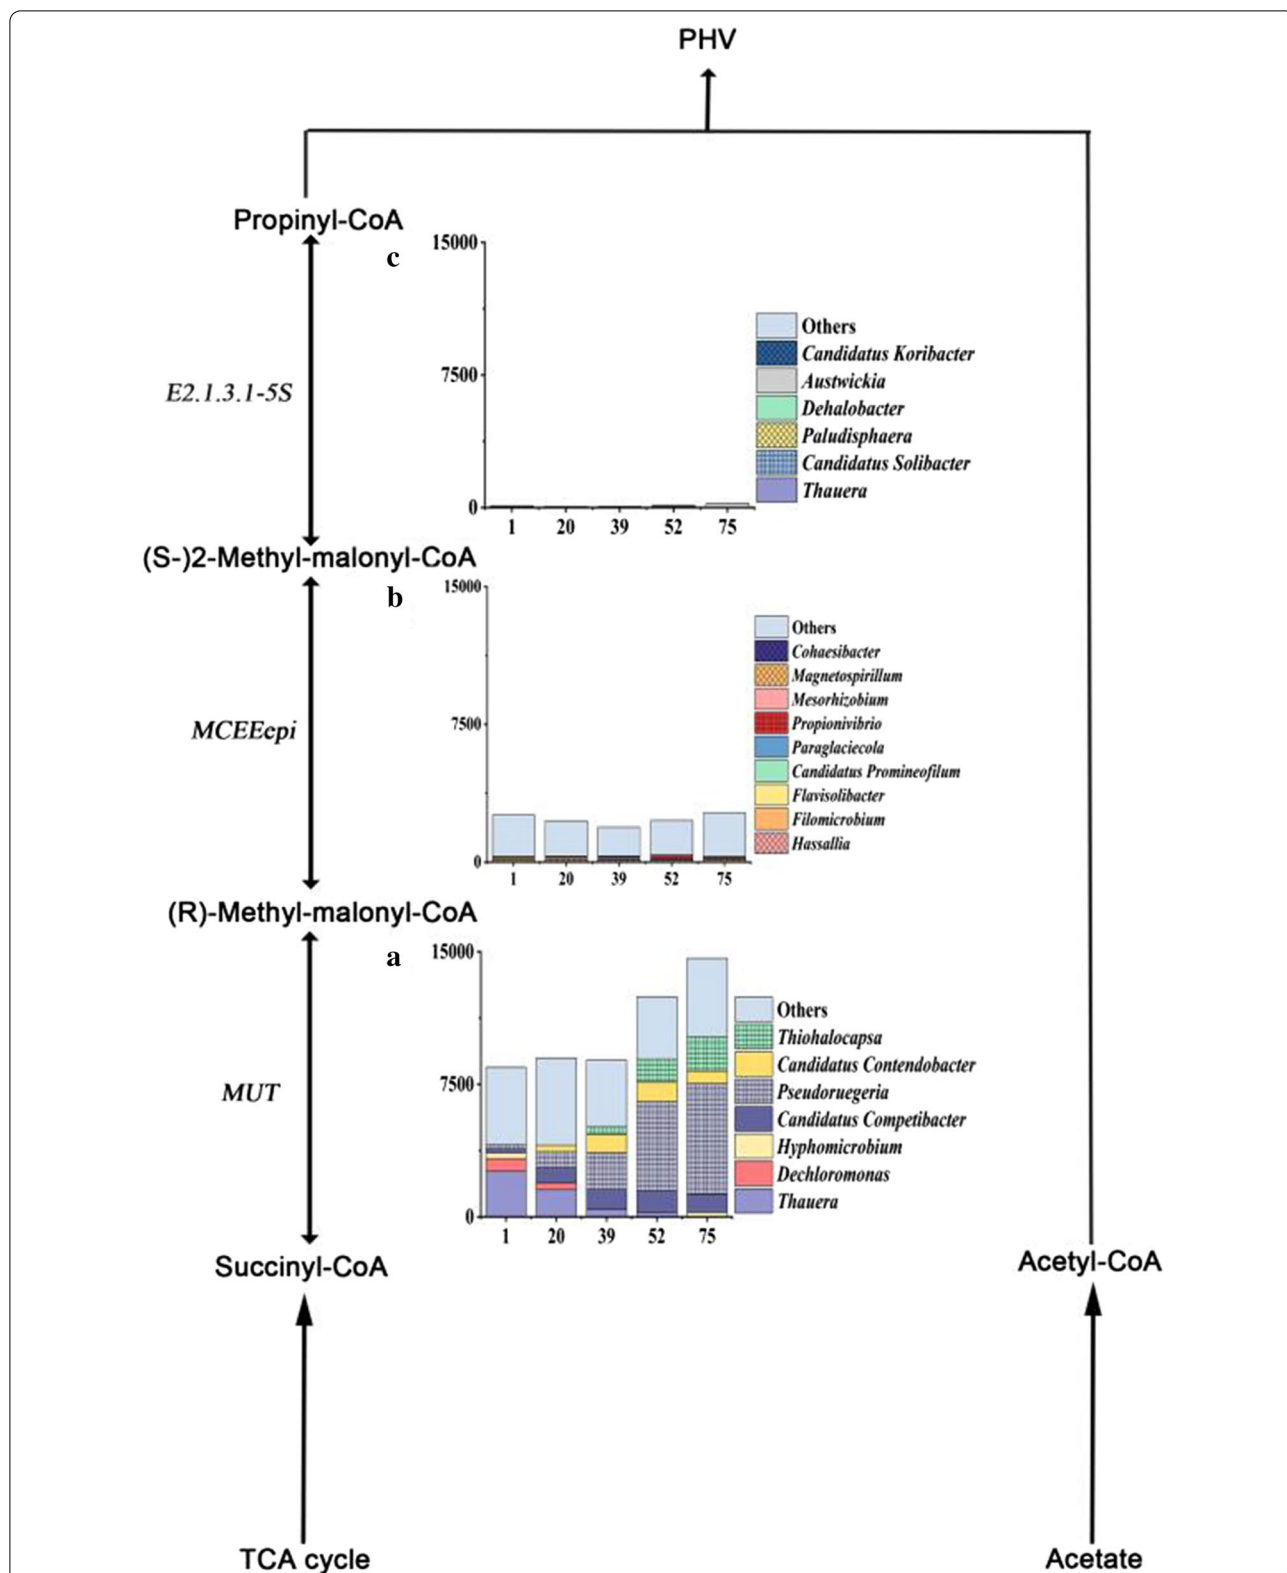 PHV
Propinyl-CoA
c
15000
7500
0
1 20 39 52 75
Others
Candidatus Koribacter
Austwickia
Dehalobacter
Paludisphaera
Candidatus Solibacter
Thauera
E2.1.3.1-5S
(S-)2-Methyl-malonyl-CoA
b
15000
7500
0
1 20 39 52 75
Others
Cohaesibacter
Magnetospirillum
Mesorhizobium
Propionivibrio
Paraglaciecola
Candidatus Promineofilum
Flavisolibacter
Filomicrobium
Hassallia
MCEEepi
(R)-Methyl-malonyl-CoA
a
15000
7500
0
1 20 39 52 75
Others
Thiohalocapsa
Candidatus Contendobacter
Pseudoruegeria
Candidatus Competibacter
Hyphomicrobium
Dechloromonas
Thauera
MUT
Succinyl-CoA
Acetyl-CoA
TCA cycle
Acetate